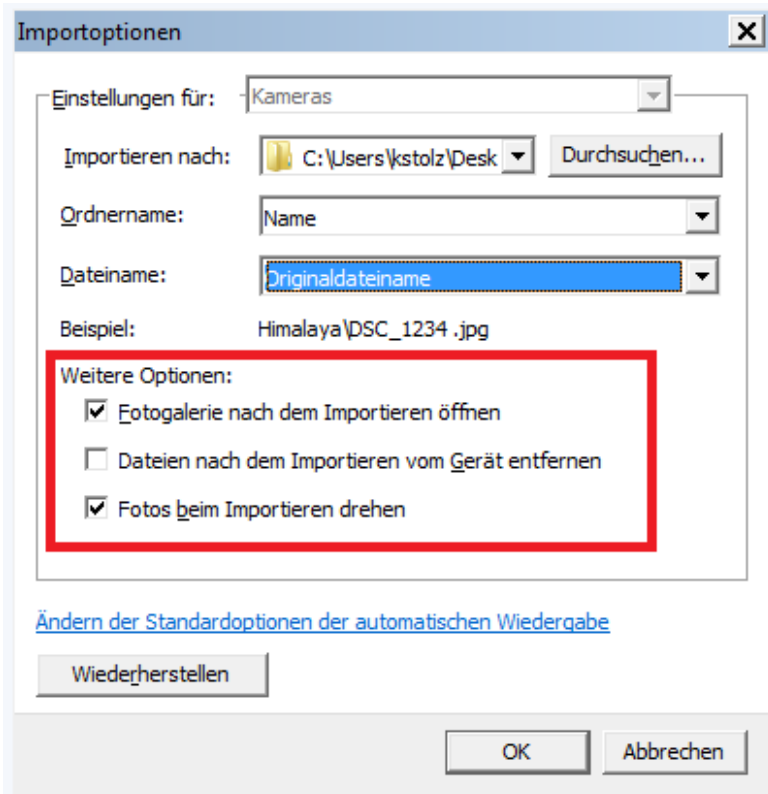 Importoptionen
Einstellungen für: Kameras
Importieren nach: C:\Users\kstolz\Desk Durchsuchen...
Ordnername: Name
Dateiname: Originaldateiname
Beispiel: Himalaya\DSC_1234 .jpg
Weitere Optionen:
Fotogalerie nach dem Importieren öffnen
Dateien nach dem Importieren vom Gerät entfernen
Fotos beim Importieren drehen
Ändern der Standardoptionen der automatischen Wiedergabe
Wiederherstellen
OK Abbrechen